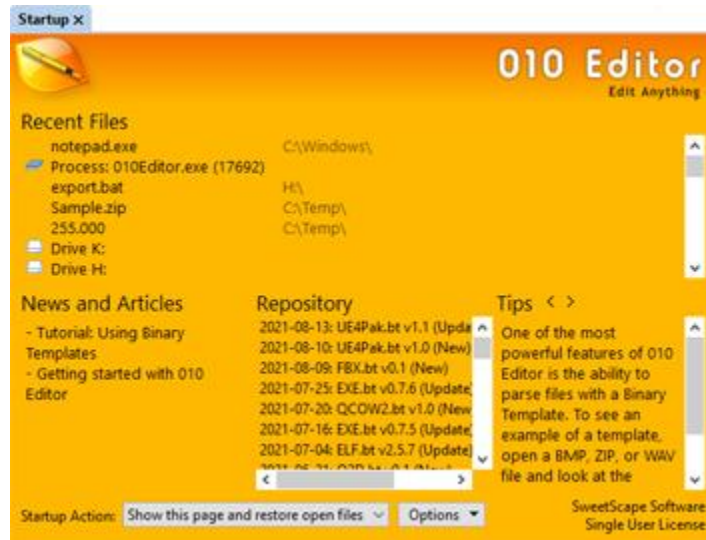 Startup ×
010 Editor
Edit Anything
Recent Files
notepad.exe C:\Windows\
Process: 010Editor.exe (17692)
export.bat H:\
Sample.zip C:\Temp\
255.000 C:\Temp\
Drive K:
Drive H:
News and Articles
- Tutorial: Using Binary
Templates
- Getting started with 010
Editor
Repository
2021-08-13: UE4Pak.bt v1.1 (Upda
2021-08-10: UE4Pak.bt v1.0 (New)
2021-08-09: FBX.bt v0.1 (New)
2021-07-25: EXE.bt v0.7.6 (Update)
2021-07-20: QCOW2.bt v1.0 (New
2021-07-16: EXE.bt v0.7.5 (Update)
2021-07-04: ELF.bt v2.5.7 (Update)
Tips < >
One of the most
powerful features of 010
Editor is the ability to
parse files with a Binary
Template. To see an
example of a template,
open a BMP, ZIP, or WAV
file and look at the
Startup Action: Show this page and restore open files Options
SweetScape Software
Single User License